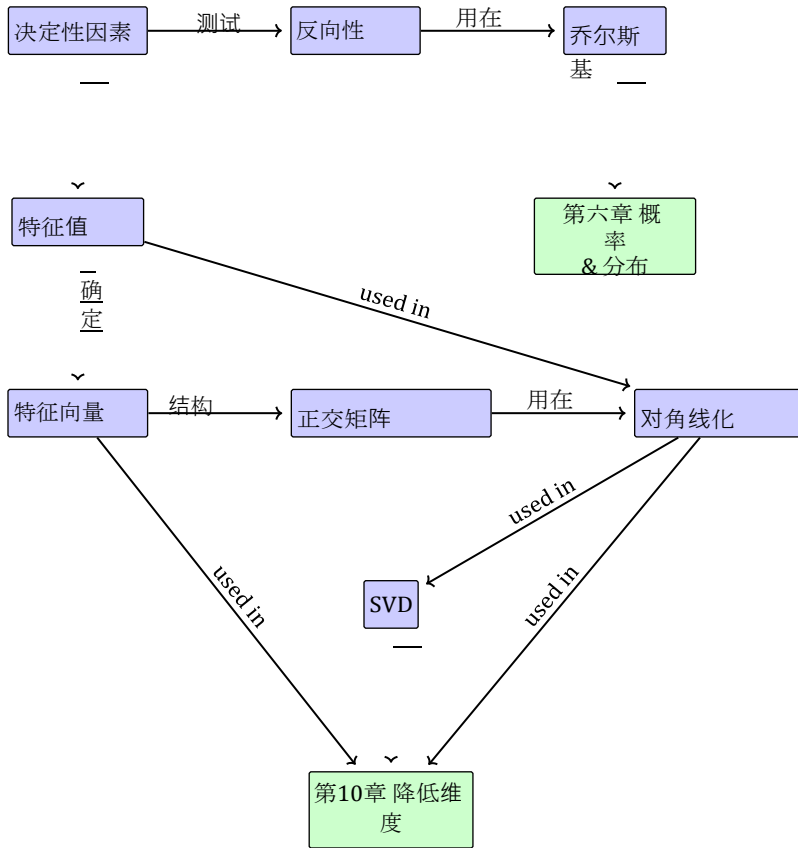 决定性因素
测试
反向性
用在
乔尔斯
基
特征值
第六章 概
率
& 分布
确
定
used in
特征向量
结构
正交矩阵
用在
对角线化
used in
used in
used in
SVD
第10章 降低维
度